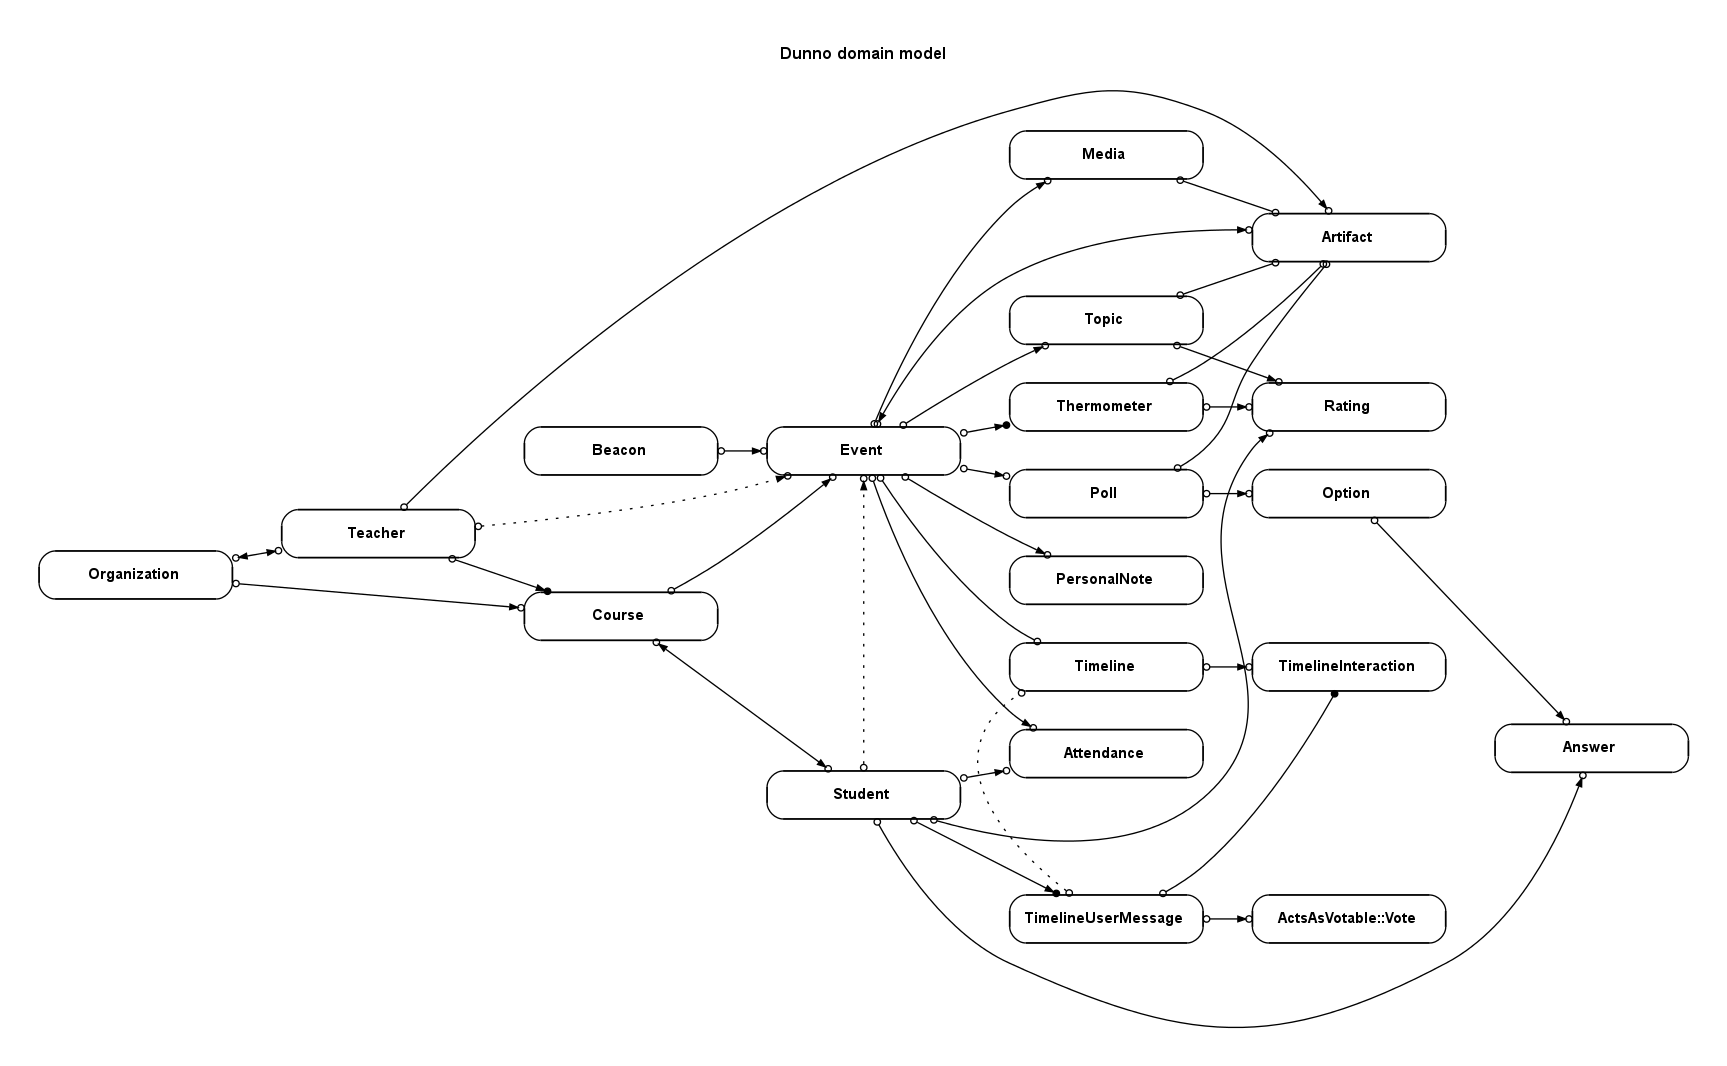 Dunno domain model
Media
Artifact
Topic
Thermometer
Rating
Beacon
Event
Poll
Option
Teacher
Organization
PersonalNote
Course
Timeline
TimelineInteraction
Attendance
Answer
Student
TimelineUserMessage
ActsAsVotable::Vote